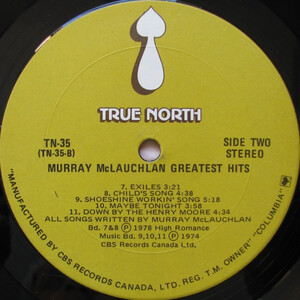 TRUE NORTH
TN-35
(TN-35-B)
SIDE TWO
STEREO
MURRAY McLAUCHLAN GREATEST HITS
7. EXILES 3:21
8. CHILD'S SONG 4:38
9. SHOESHINE WORKIN' SONG 5:18
10. MAYBE TONIGHT 3:58
11. DOWN BY THE HENRY MOORE 4:34
ALL SONGS WRITTEN BY MURRAY McLAUCHLAN
Bd. 7&8 Ⓟ 1978 High Romance
Music Bd. 9,10,11 Ⓟ 1974
CBS Records Canada Ltd.
"MANUFACTURED BY CBS RECORDS CANADA, LTD. REG. T.M. OWNER" "COLUMBIA"